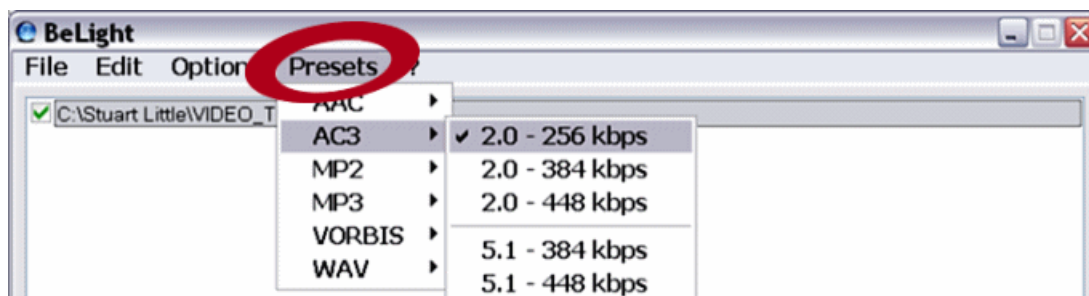 BeLight
File Edit Option Presets ?
C:\Stuart Little\VIDEO_T
AAC
AC3
2.0 - 256 kbps
MP2
2.0 - 384 kbps
MP3
2.0 - 448 kbps
VORBIS
5.1 - 384 kbps
WAV
5.1 - 448 kbps